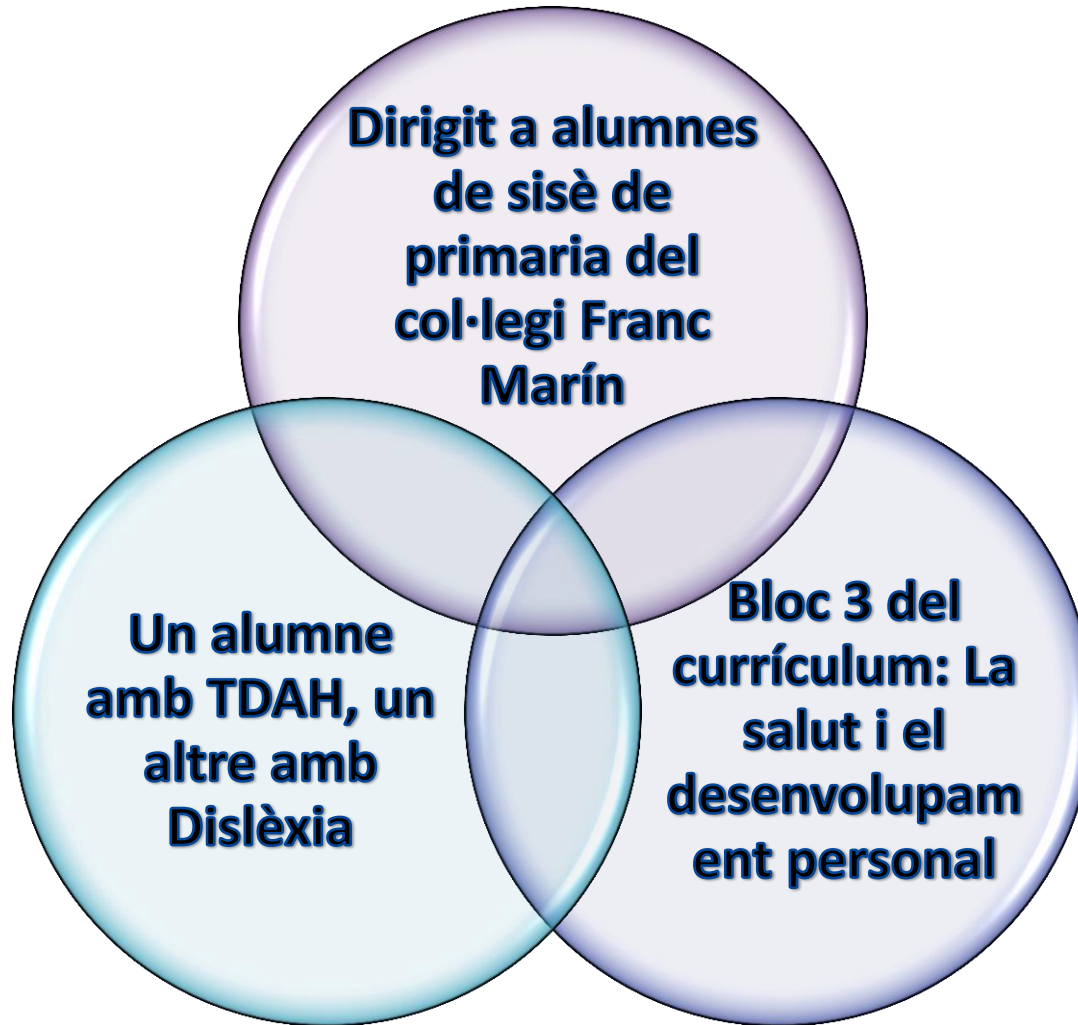 Dirigit a alumnes
de sisè de
primaria del
col·legi Franc
Marín
Un alumne
amb TDAH, un
altre amb
Dislèxia
Bloc 3 del
currículum: La
salut i el
desenvolupam
ent personal